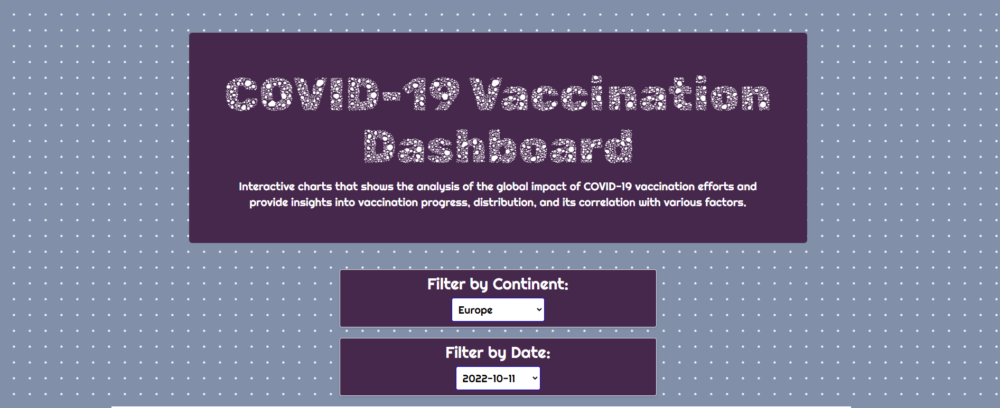 COVID-19 Vaccination
Dashboard
Interactive charts that shows the analysis of the global impact of COVID-19 vaccination efforts and
provide insights into vaccination progress, distribution, and its correlation with various factors.
Filter by Continent:
Europe
Filter by Date:
2022-10-11